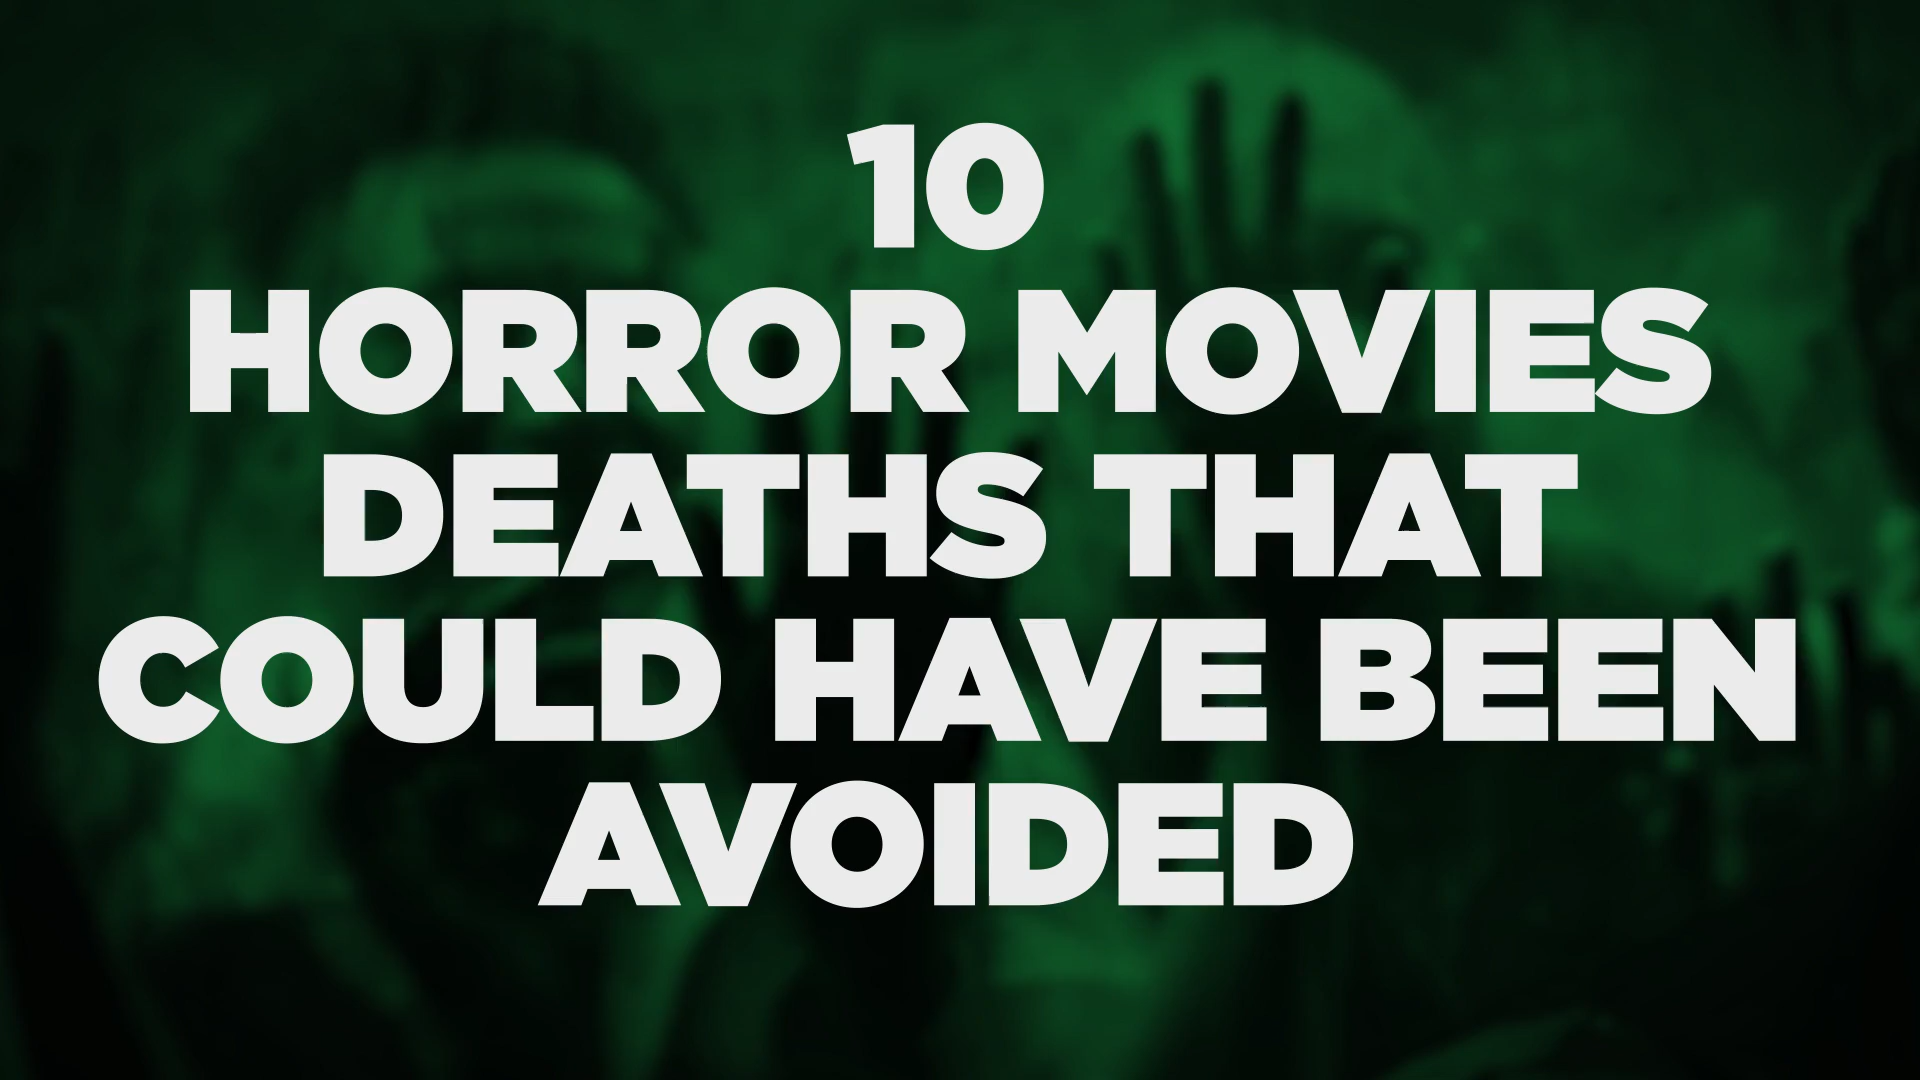 10
HORROR MOVIES
DEATHS THAT
COULD HAVE BEEN
AVOIDED